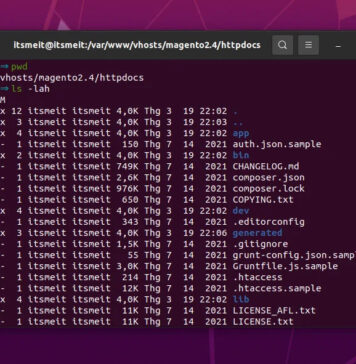 itsmeit@itsmeit:/var/www/vhosts/magento2.4/httpdocs
⇒ pwd
vhosts/magento2.4/httpdocs
⇒ ls -lah
M
x 12 itsmeit itsmeit 4,0K Thg 3 19 22:02 .
x 3 itsmeit itsmeit 4,0K Thg 3 19 22:03 ..
x 4 itsmeit itsmeit 4,0K Thg 3 19 22:02 app
- 1 itsmeit itsmeit 150 Thg 7 14 2021 auth.json.sample
x 2 itsmeit itsmeit 4,0K Thg 3 19 22:02 bin
- 1 itsmeit itsmeit 749K Thg 7 14 2021 CHANGELOG.md
- 1 itsmeit itsmeit 2,6K Thg 7 14 2021 composer.json
- 1 itsmeit itsmeit 976K Thg 7 14 2021 composer.lock
- 1 itsmeit itsmeit 650 Thg 7 14 2021 COPYING.txt
x 4 itsmeit itsmeit 4,0K Thg 3 19 22:02 dev
- 1 itsmeit itsmeit 343 Thg 7 14 2021 .editorconfig
x 3 itsmeit itsmeit 4,0K Thg 3 19 22:06 generated
- 1 itsmeit itsmeit 1,5K Thg 7 14 2021 .gitignore
- 1 itsmeit itsmeit 55 Thg 7 14 2021 grunt-config.json.samp
- 1 itsmeit itsmeit 3,0K Thg 7 14 2021 Gruntfile.js.sample
- 1 itsmeit itsmeit 214 Thg 7 14 2021 .htaccess
- 1 itsmeit itsmeit 12K Thg 7 14 2021 .htaccess.sample
x 4 itsmeit itsmeit 4,0K Thg 3 19 22:02 lib
- 1 itsmeit itsmeit 11K Thg 7 14 2021 LICENSE_AFL.txt
- 1 itsmeit itsmeit 11K Thg 7 14 2021 LICENSE.txt